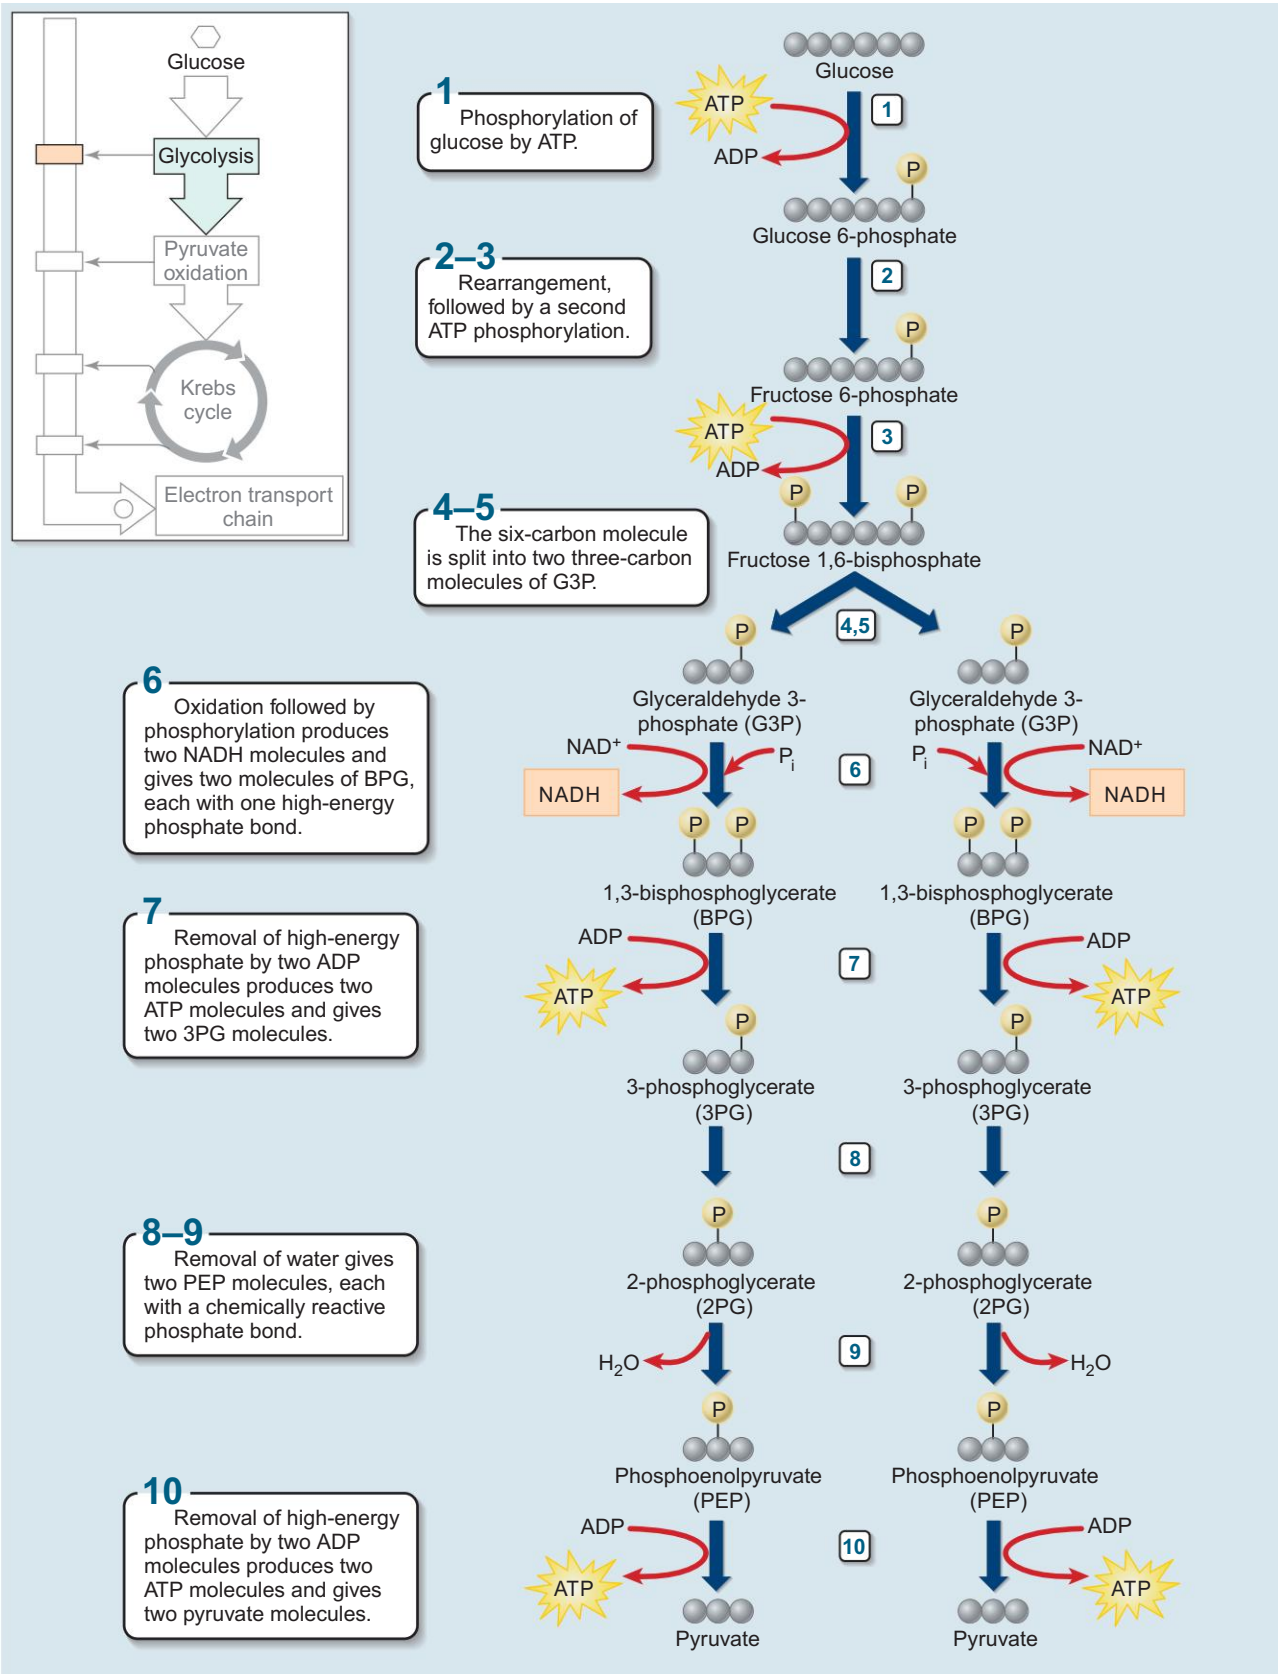 Glucose
Glycolysis
Pyruvate
oxidation
Krebs
cycle
Electron transport
chain
Glucose
1
Phosphorylation of
glucose by ATP.
ATP
ADP
1
P
Glucose 6-phosphate
2–3
Rearrangement,
followed by a second
ATP phosphorylation.
2
P
Fructose 6-phosphate
ATP
ADP
3
P
P
Fructose 1,6-bisphosphate
4–5
The six-carbon molecule
is split into two three-carbon
molecules of G3P.
4,5
P
P
Glyceraldehyde 3-
phosphate (G3P)
Glyceraldehyde 3-
phosphate (G3P)
6
Oxidation followed by
phosphorylation produces
two NADH molecules and
gives two molecules of BPG,
each with one high-energy
phosphate bond.
NAD⁺
Pᵢ
NADH
6
Pᵢ
NAD⁺
NADH
P P
P P
1,3-bisphosphoglycerate
(BPG)
1,3-bisphosphoglycerate
(BPG)
7
Removal of high-energy
phosphate by two ADP
molecules produces two
ATP molecules and gives
two 3PG molecules.
ADP
ATP
7
ADP
ATP
P
P
3-phosphoglycerate
(3PG)
3-phosphoglycerate
(3PG)
8
P
P
8–9
Removal of water gives
two PEP molecules, each
with a chemically reactive
phosphate bond.
2-phosphoglycerate
(2PG)
2-phosphoglycerate
(2PG)
H₂O
9
H₂O
P
P
Phosphoenolpyruvate
(PEP)
Phosphoenolpyruvate
(PEP)
10
Removal of high-energy
phosphate by two ADP
molecules produces two
ATP molecules and gives
two pyruvate molecules.
ADP
ATP
10
ADP
ATP
Pyruvate
Pyruvate